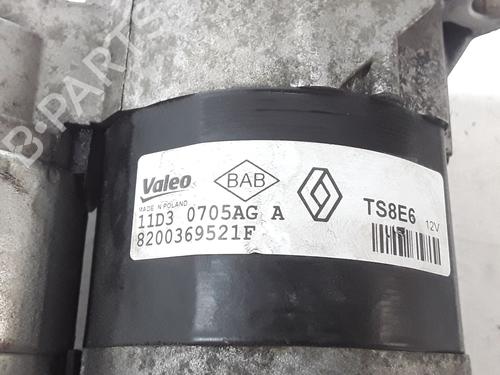 B-PARTS
Valeo
MADE IN POLAND
BAB
11D3 0705AG A
8200369521F
TS8E6
12V